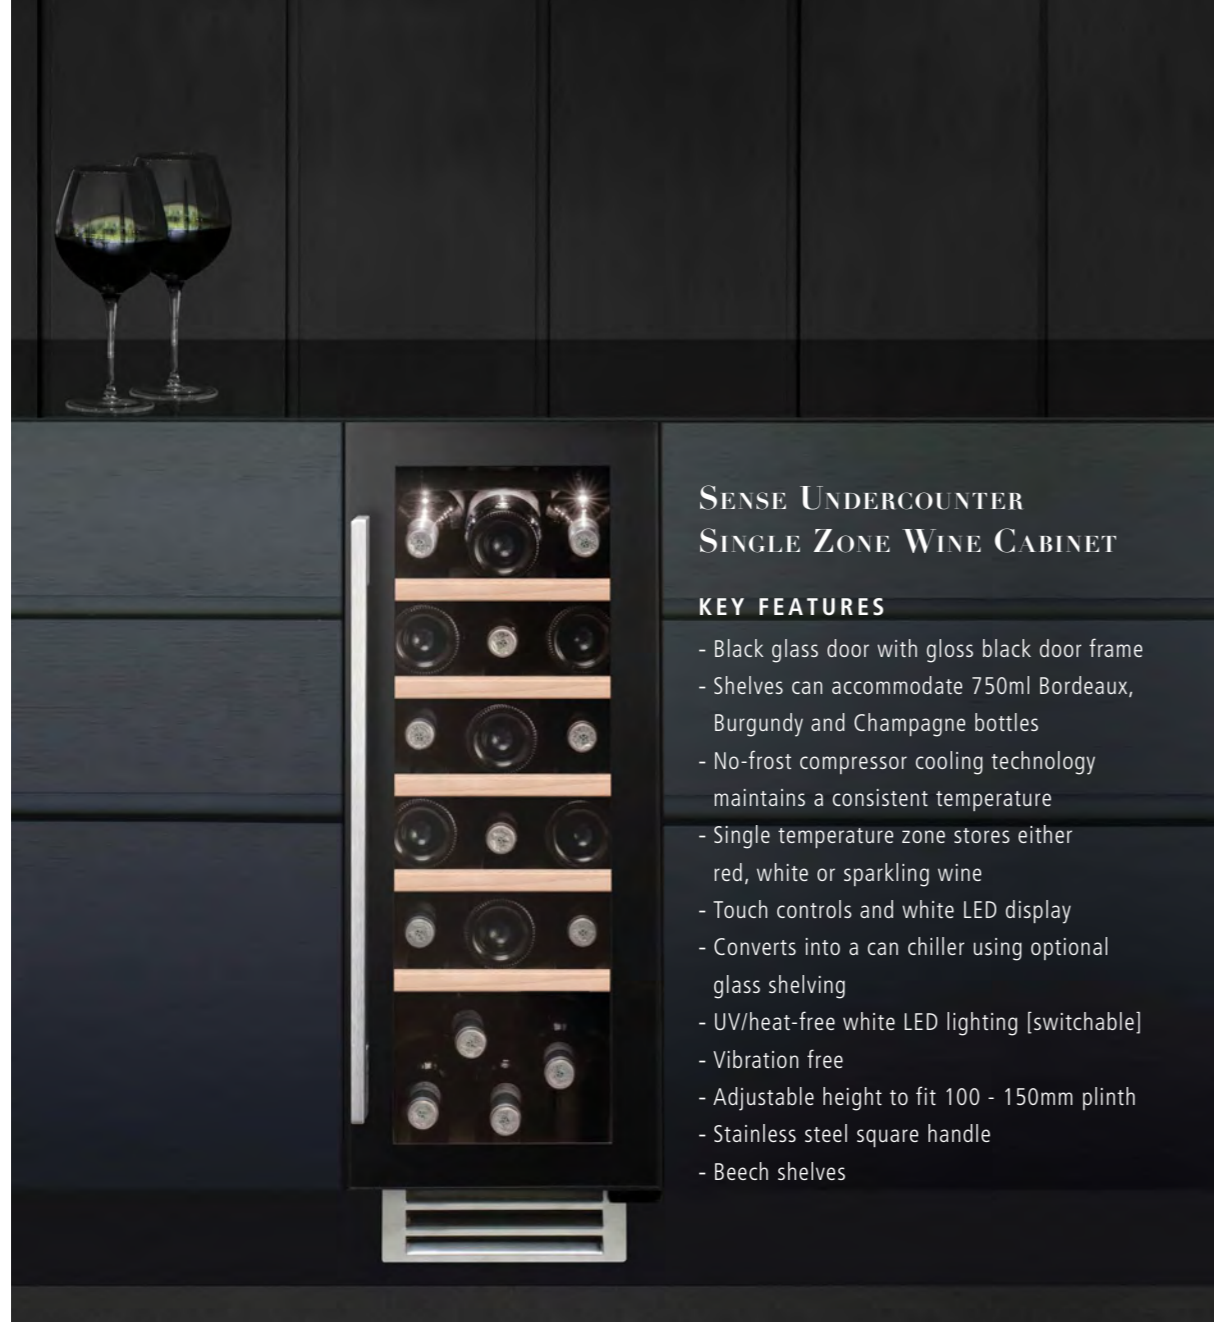 Sense Undercounter
Single Zone Wine Cabinet
KEY FEATURES
- Black glass door with gloss black door frame
- Shelves can accommodate 750ml Bordeaux,
Burgundy and Champagne bottles
- No-frost compressor cooling technology
maintains a consistent temperature
- Single temperature zone stores either
red, white or sparkling wine
- Touch controls and white LED display
- Converts into a can chiller using optional
glass shelving
- UV/heat-free white LED lighting [switchable]
- Vibration free
- Adjustable height to fit 100 - 150mm plinth
- Stainless steel square handle
- Beech shelves